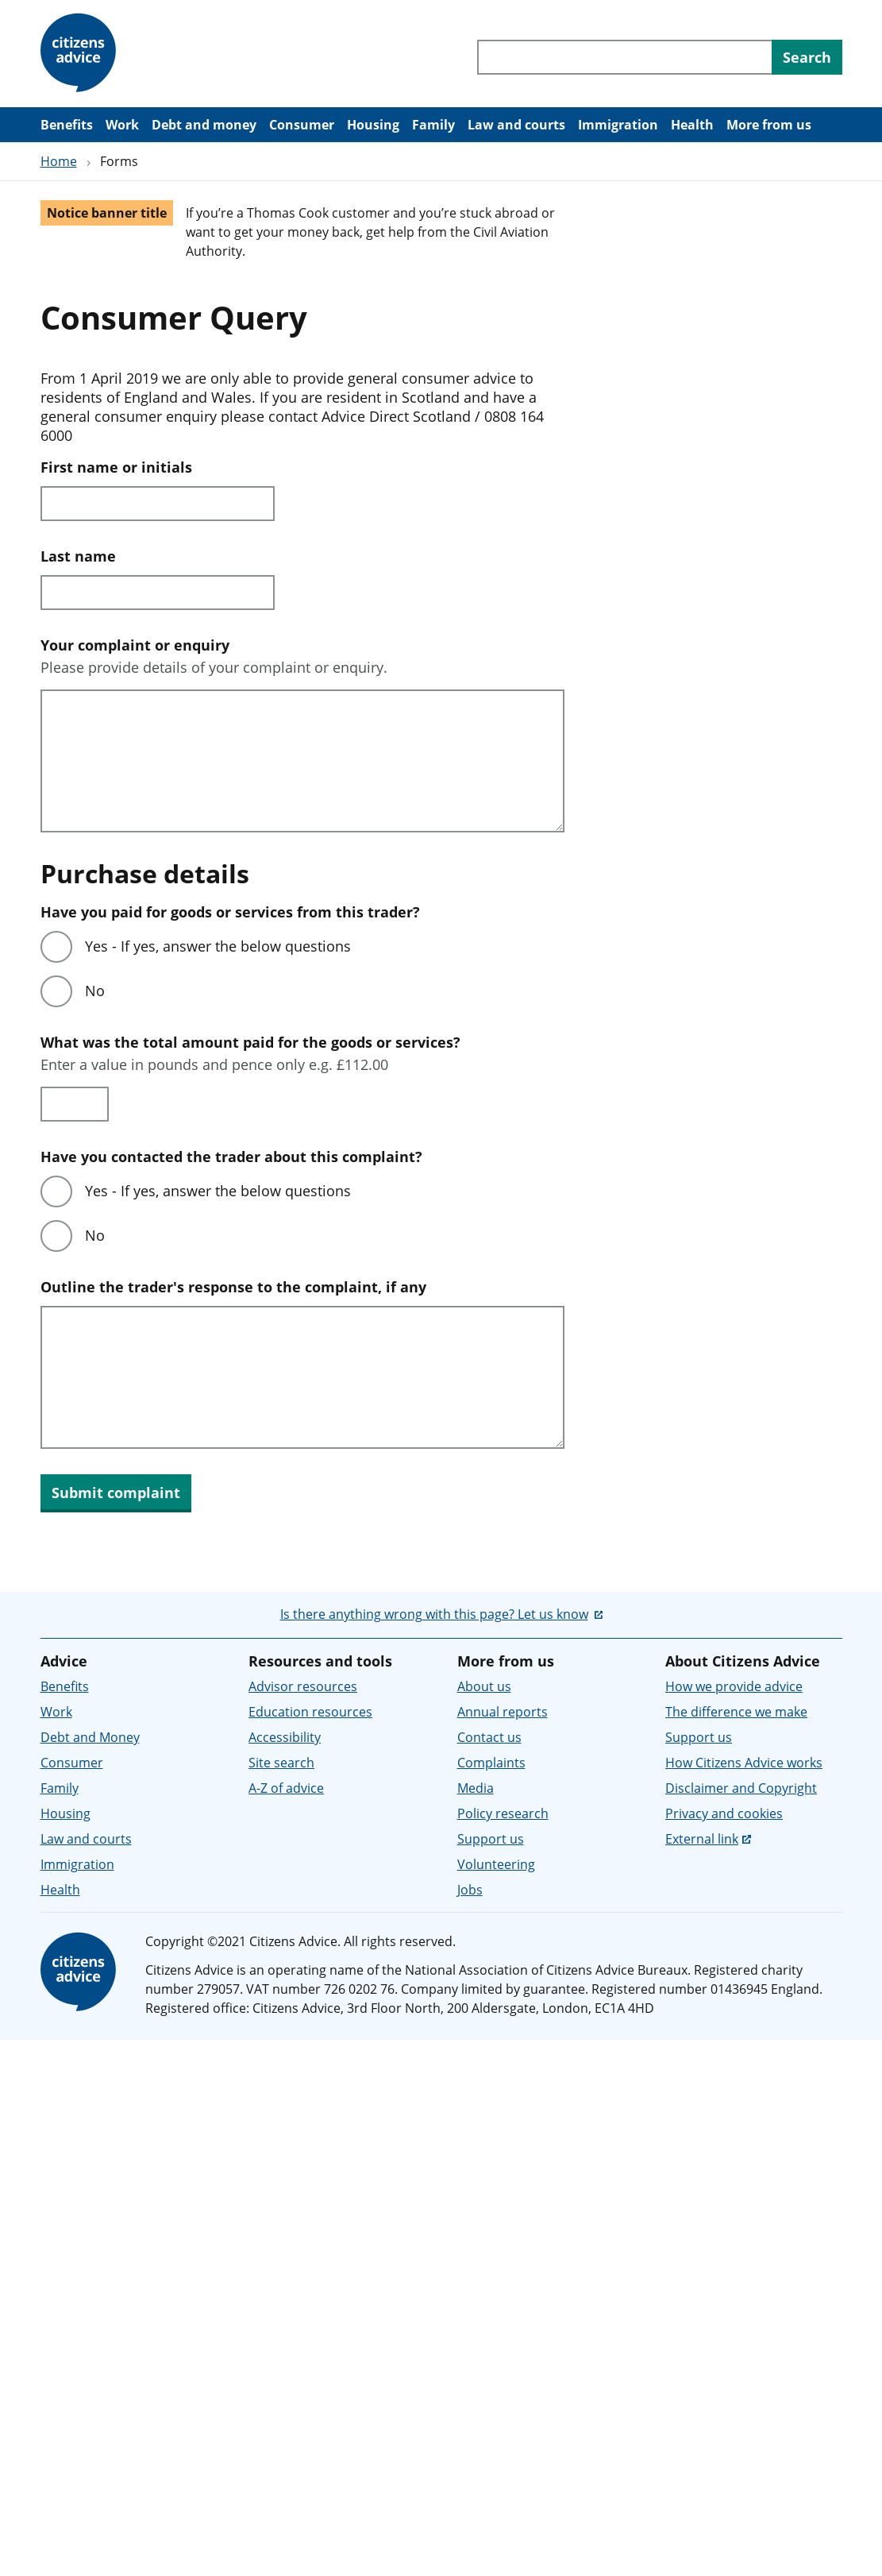 citizens
advice
Search
Benefits Work Debt and money Consumer Housing Family Law and courts Immigration Health More from us
Home › Forms
Notice banner title
If you’re a Thomas Cook customer and you’re stuck abroad or
want to get your money back, get help from the Civil Aviation
Authority.
Consumer Query
From 1 April 2019 we are only able to provide general consumer advice to
residents of England and Wales. If you are resident in Scotland and have a
general consumer enquiry please contact Advice Direct Scotland / 0808 164
6000
First name or initials
Last name
Your complaint or enquiry
Please provide details of your complaint or enquiry.
Purchase details
Have you paid for goods or services from this trader?
Yes - If yes, answer the below questions
No
What was the total amount paid for the goods or services?
Enter a value in pounds and pence only e.g. £112.00
Have you contacted the trader about this complaint?
Yes - If yes, answer the below questions
No
Outline the trader's response to the complaint, if any
Submit complaint
Is there anything wrong with this page? Let us know
Advice
Benefits
Work
Debt and Money
Consumer
Family
Housing
Law and courts
Immigration
Health
Resources and tools
Advisor resources
Education resources
Accessibility
Site search
A-Z of advice
More from us
About us
Annual reports
Contact us
Complaints
Media
Policy research
Support us
Volunteering
Jobs
About Citizens Advice
How we provide advice
The difference we make
Support us
How Citizens Advice works
Disclaimer and Copyright
Privacy and cookies
External link
citizens
advice
Copyright ©2021 Citizens Advice. All rights reserved.
Citizens Advice is an operating name of the National Association of Citizens Advice Bureaux. Registered charity
number 279057. VAT number 726 0202 76. Company limited by guarantee. Registered number 01436945 England.
Registered office: Citizens Advice, 3rd Floor North, 200 Aldersgate, London, EC1A 4HD